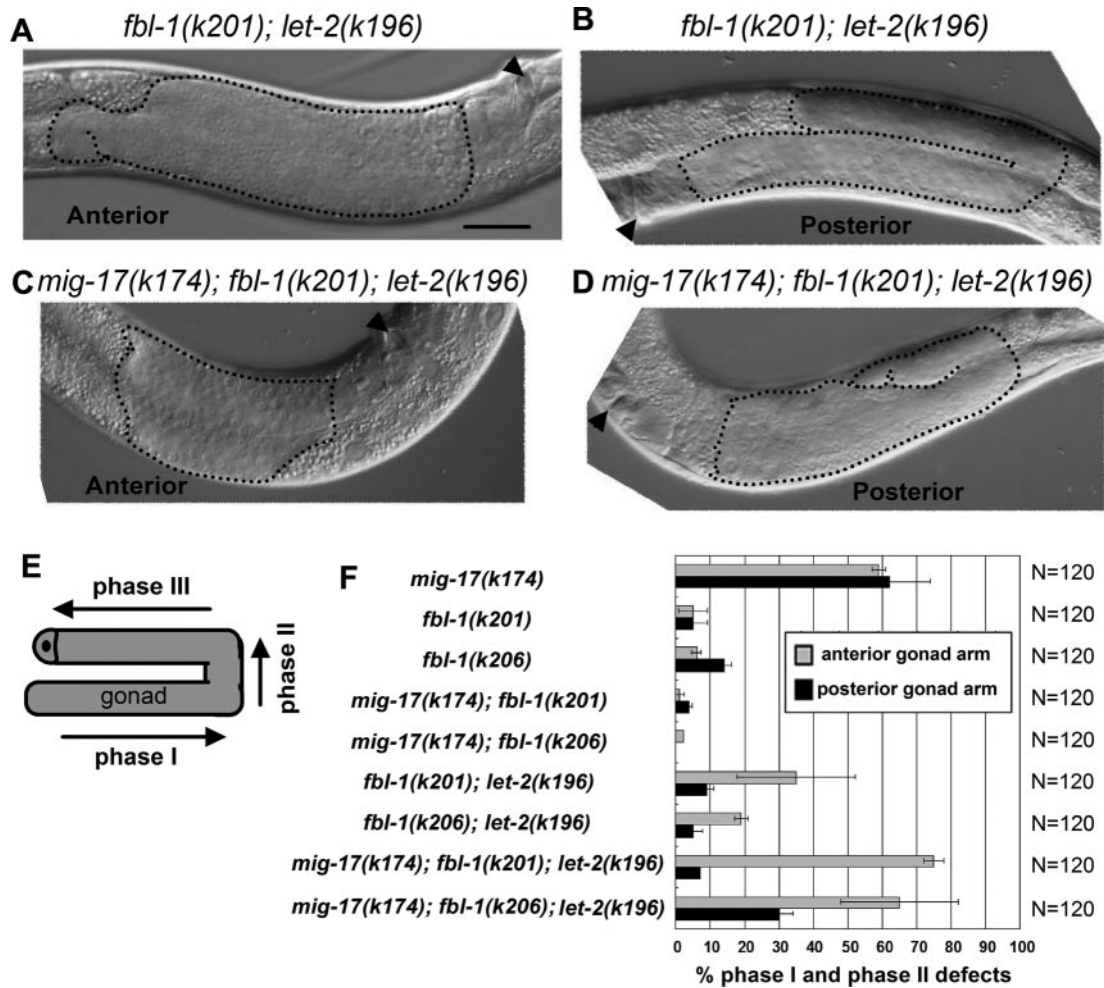 A fbl-1(k201); let-2(k196)
Anterior
B fbl-1(k201); let-2(k196)
Posterior
C mig-17(k174); fbl-1(k201); let-2(k196)
Anterior
D mig-17(k174); fbl-1(k201); let-2(k196)
Posterior
E
phase III
phase II
gonad
phase I
F
mig-17(k174) N=120
fbl-1(k201) N=120
fbl-1(k206) N=120
mig-17(k174); fbl-1(k201) N=120
mig-17(k174); fbl-1(k206) N=120
fbl-1(k201); let-2(k196) N=120
fbl-1(k206); let-2(k196) N=120
mig-17(k174); fbl-1(k201); let-2(k196) N=120
mig-17(k174); fbl-1(k206); let-2(k196) N=120
anterior gonad arm
posterior gonad arm
0 10 20 30 40 50 60 70 80 90 100
% phase I and phase II defects